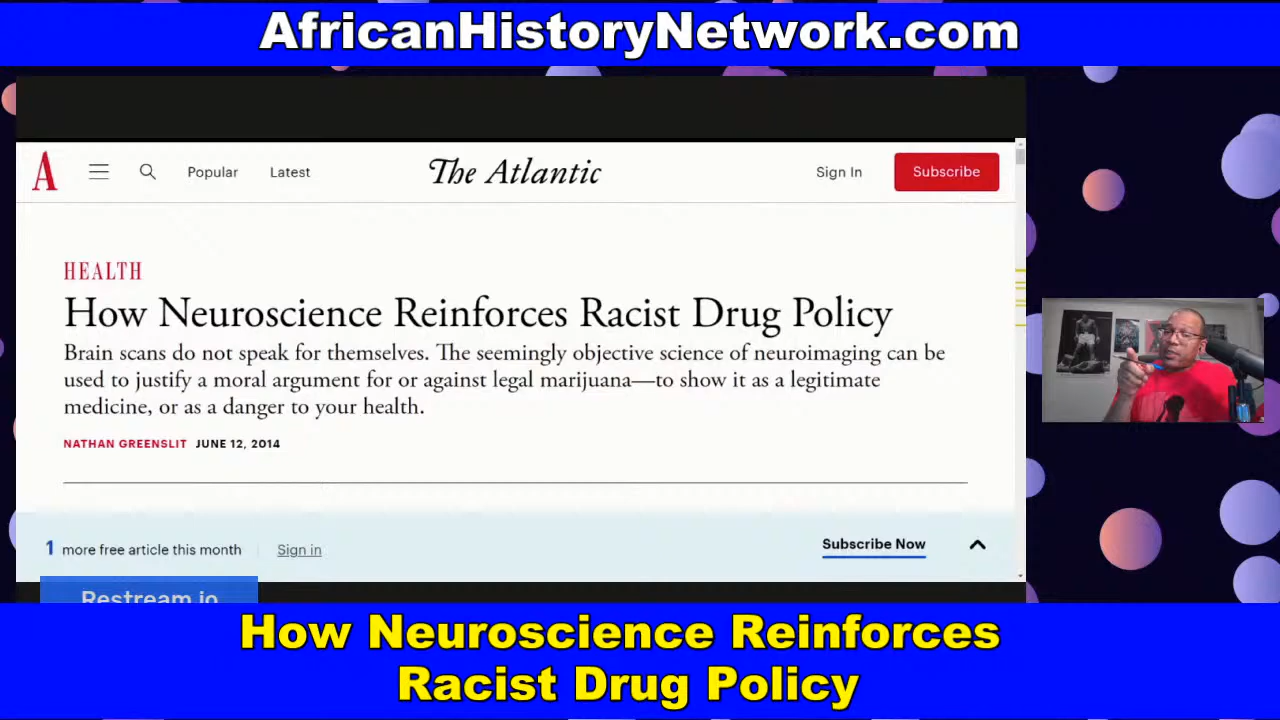 AfricanHistoryNetwork.com
A
Popular
Latest
The Atlantic
Sign In
Subscribe
HEALTH
How Neuroscience Reinforces Racist Drug Policy
Brain scans do not speak for themselves. The seemingly objective science of neuroimaging can be
used to justify a moral argument for or against legal marijuana—to show it as a legitimate
medicine, or as a danger to your health.
NATHAN GREENSLIT JUNE 12, 2014
1 more free article this month
Sign in
Subscribe Now
Restream.io
How Neuroscience Reinforces
Racist Drug Policy